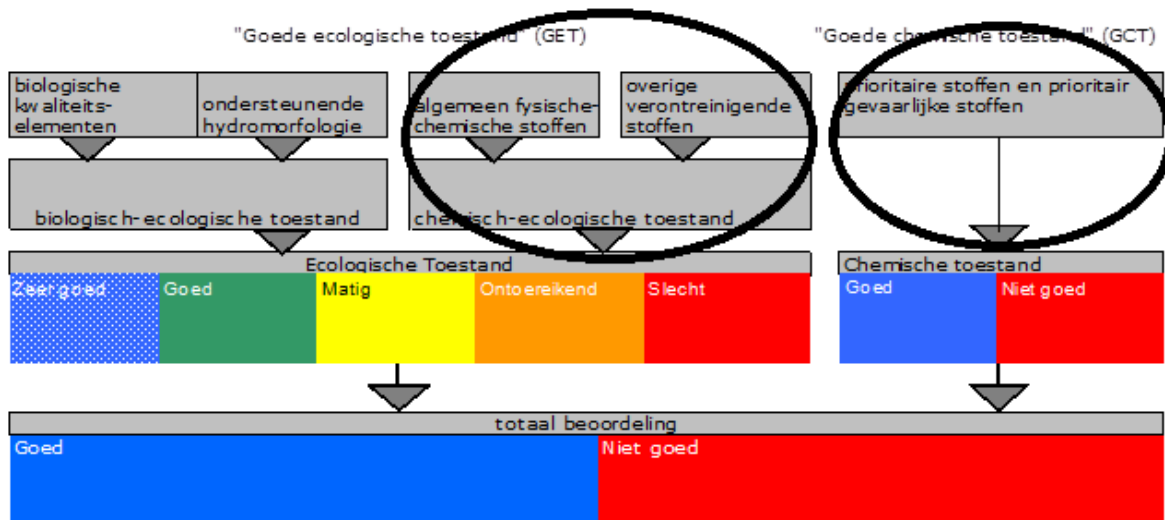 "Goede ecologische toestand" (GET)
"Goede chemische toestand" (GCT)
biologische
kwaliteits-
elementen
ondersteunende
hydromorfologie
algemeen fysische-
chemische stoffen
overige
verontreinigende
stoffen
prioritaire stoffen en prioritair
gevaarlijke stoffen
biologisch-ecologische toestand
chemisch-ecologische toestand
Ecologische Toestand
Chemische toestand
Zeer goed
Goed
Matig
Ontoereikend
Slecht
Goed
Niet goed
totaal beoordeling
Goed
Niet goed